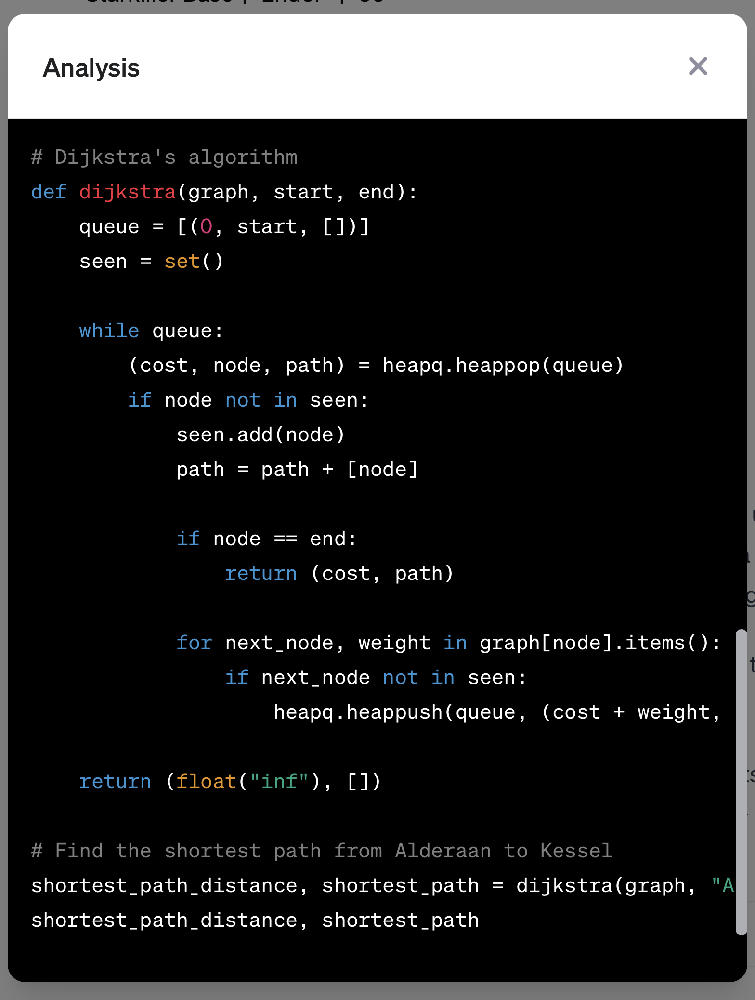 Analysis
# Dijkstra's algorithm
def dijkstra(graph, start, end):
    queue = [(0, start, [])]
    seen = set()
    while queue:
        (cost, node, path) = heapq.heappop(queue)
        if node not in seen:
            seen.add(node)
            path = path + [node]
            if node == end:
                return (cost, path)
            for next_node, weight in graph[node].items():
                if next_node not in seen:
                    heapq.heappush(queue, (cost + weight,
    return (float("inf"), [])
# Find the shortest path from Alderaan to Kessel
shortest_path_distance, shortest_path = dijkstra(graph, "A
shortest_path_distance, shortest_path